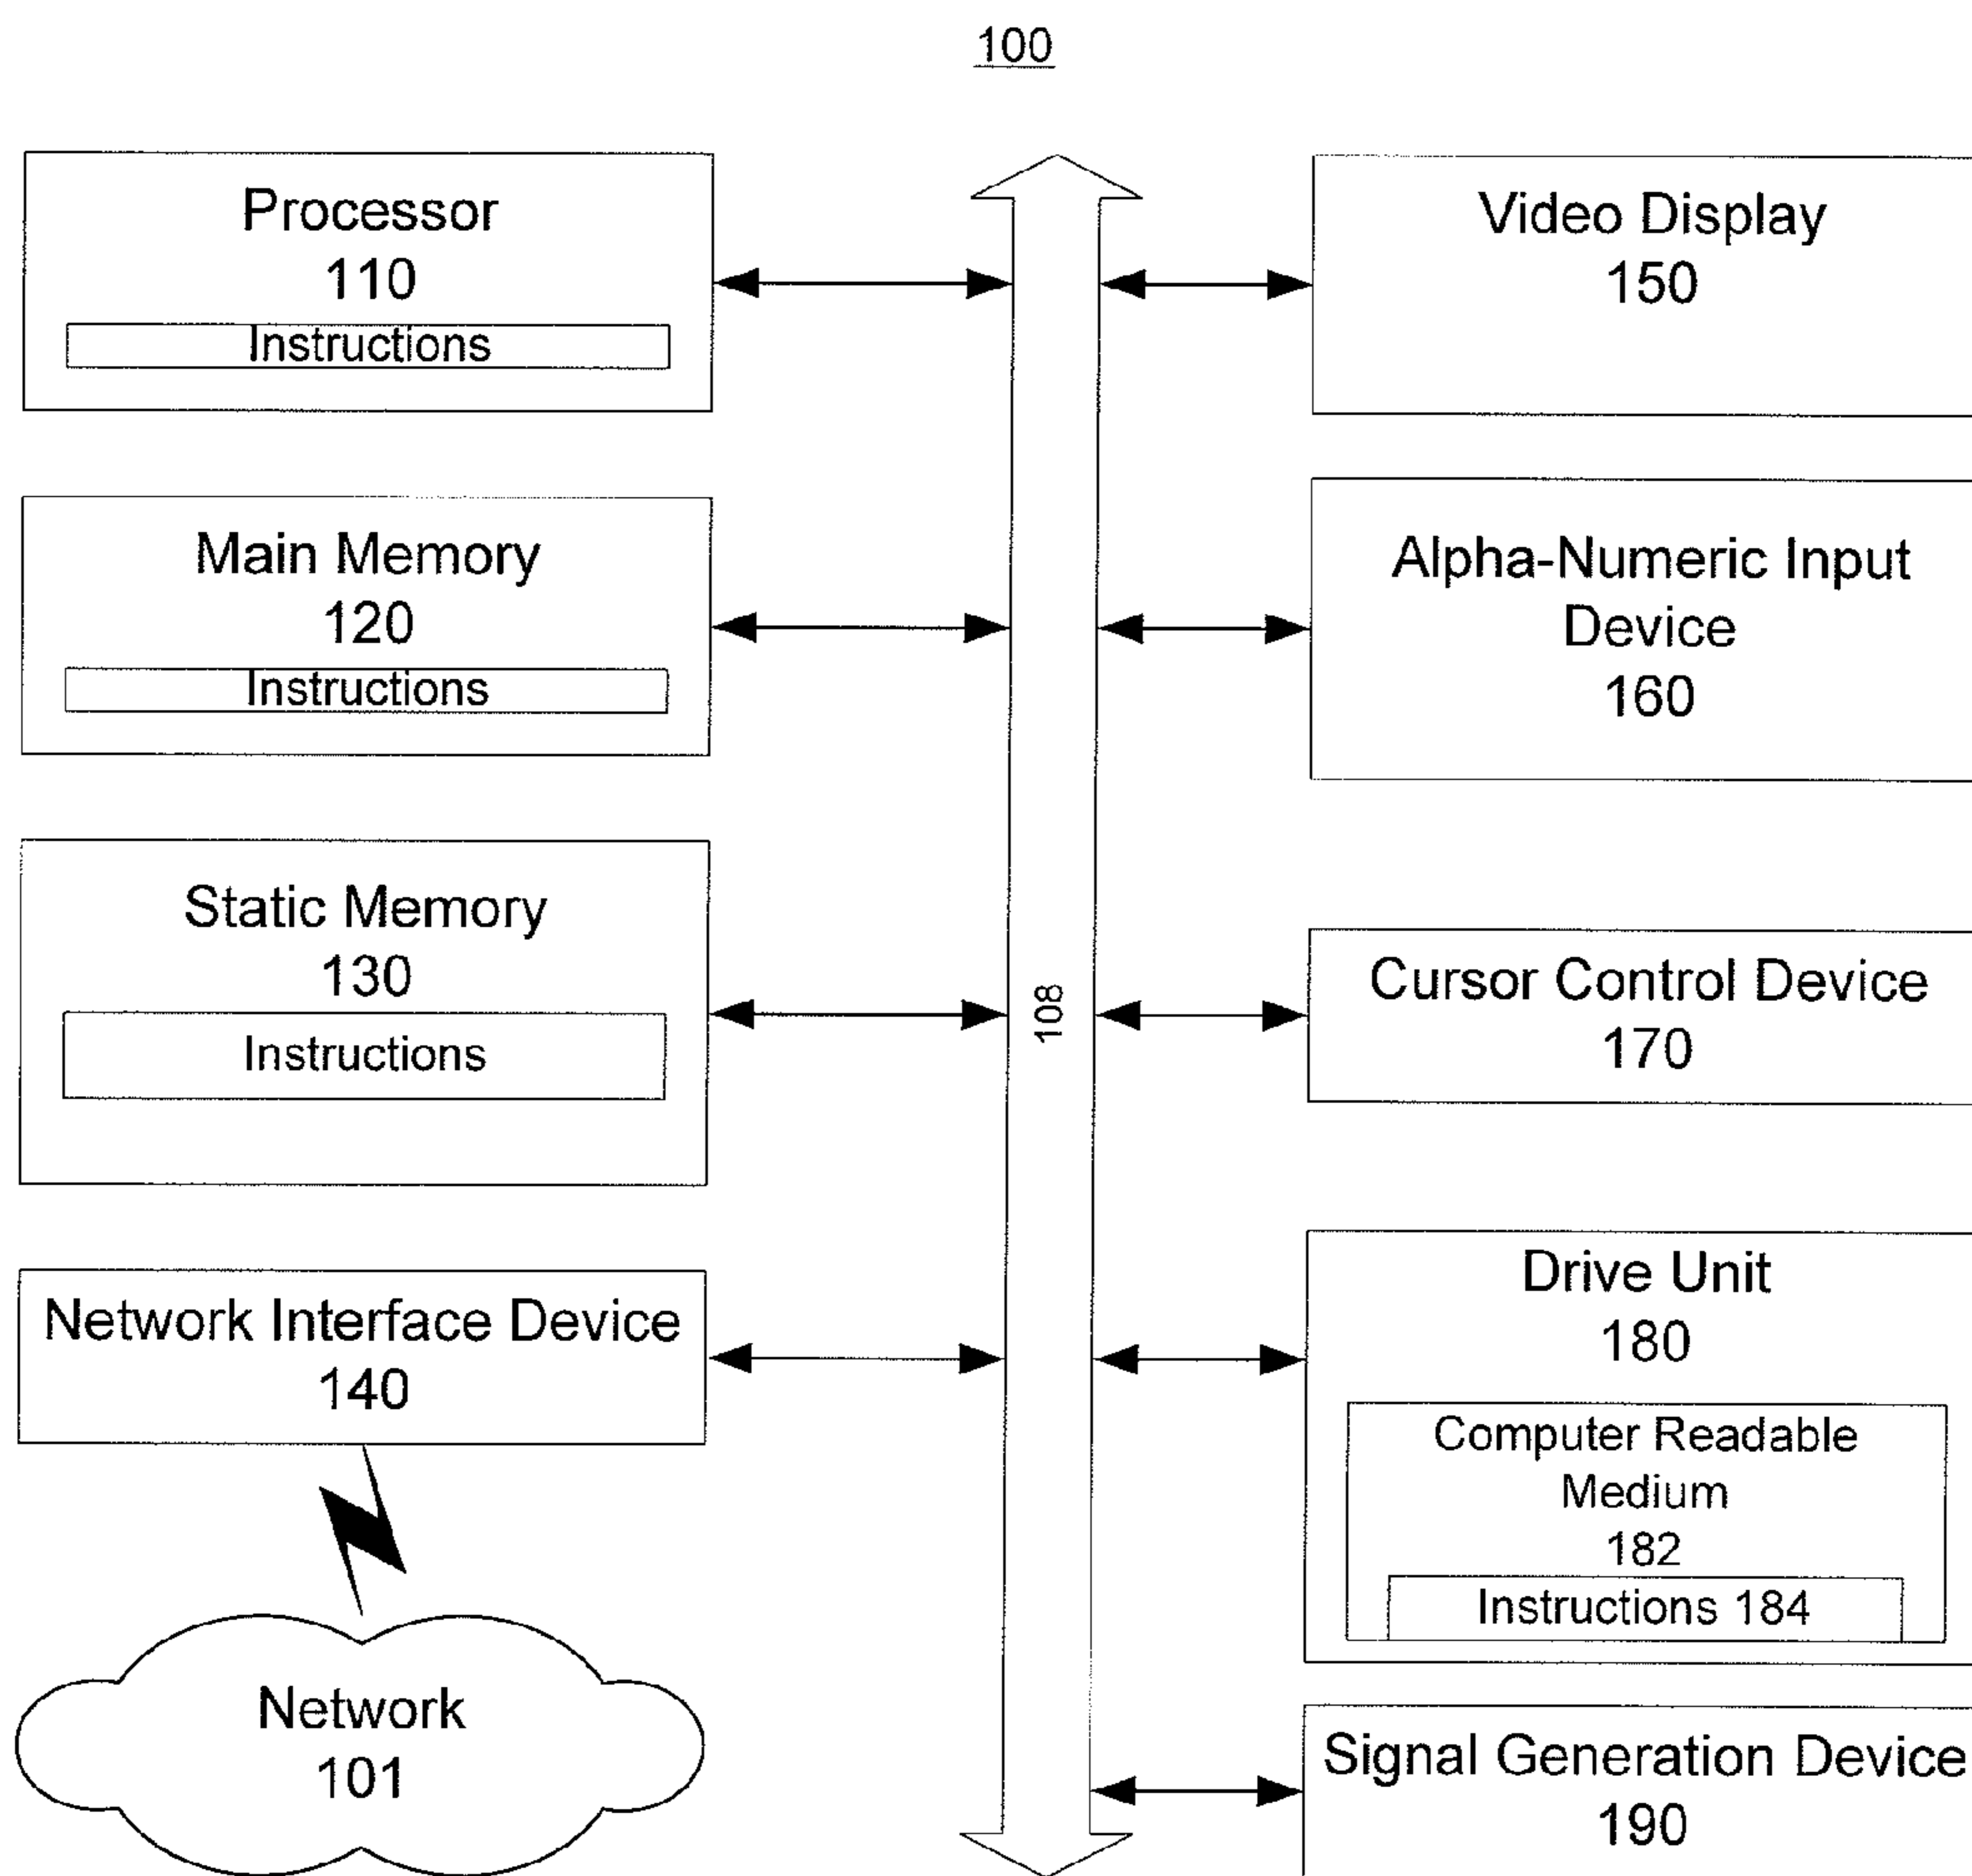 100
Processor
110
Instructions
Main Memory
120
Instructions
Static Memory
130
Instructions
Network Interface Device
140
Network
101
108
Video Display
150
Alpha-Numeric Input
Device
160
Cursor Control Device
170
Drive Unit
180
Computer Readable
Medium
182
Instructions 184
Signal Generation Device
190